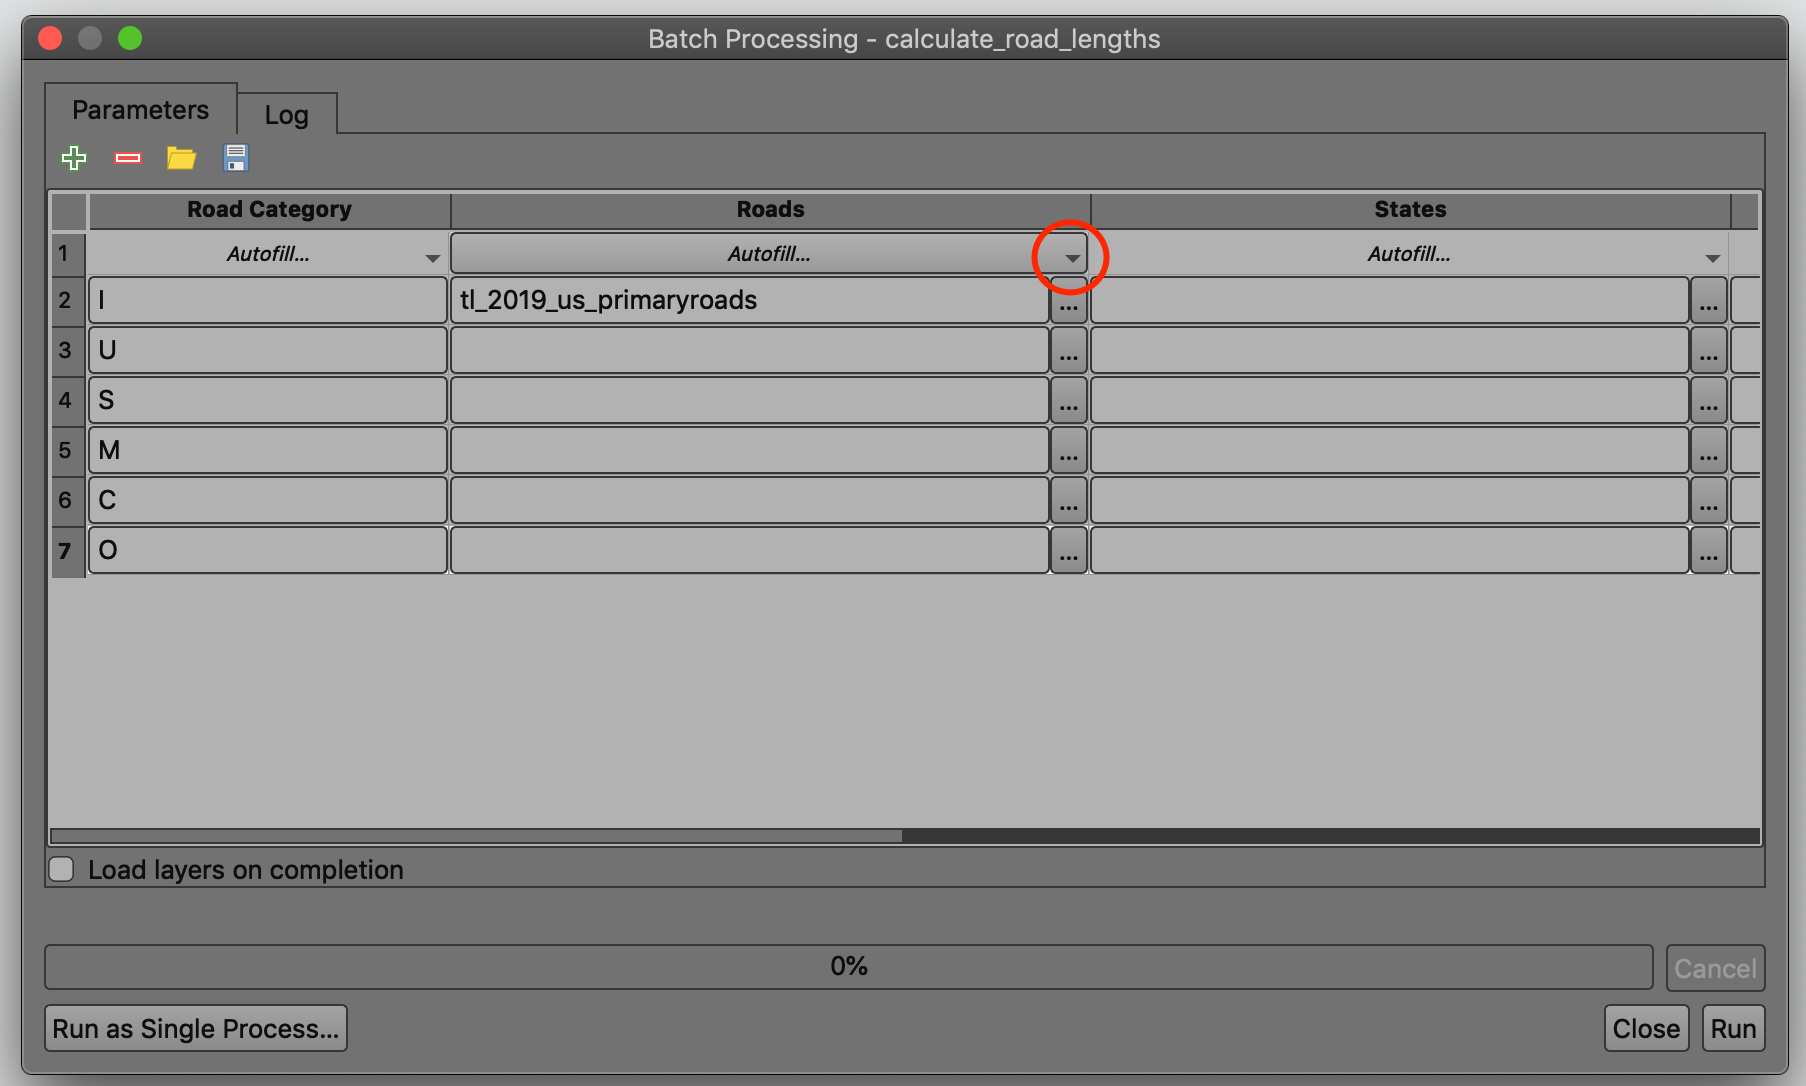 Batch Processing - calculate_road_lengths
Parameters Log
Road Category Roads States
1 Autofill... Autofill... Autofill...
2 I tl_2019_us_primaryroads ... ...
3 U ... ...
4 S ... ...
5 M ... ...
6 C ... ...
7 O ... ...
Load layers on completion
0% Cancel
Run as Single Process... Close Run